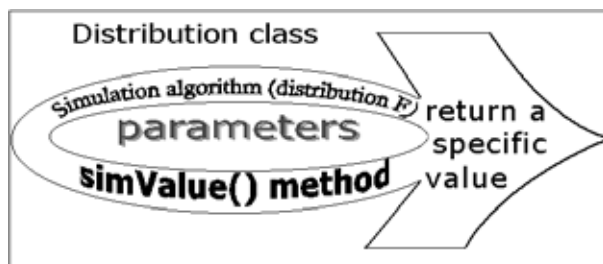 Distribution class
Simulation algorithm (distribution F)
parameters
simValue() method
return a
specific
value